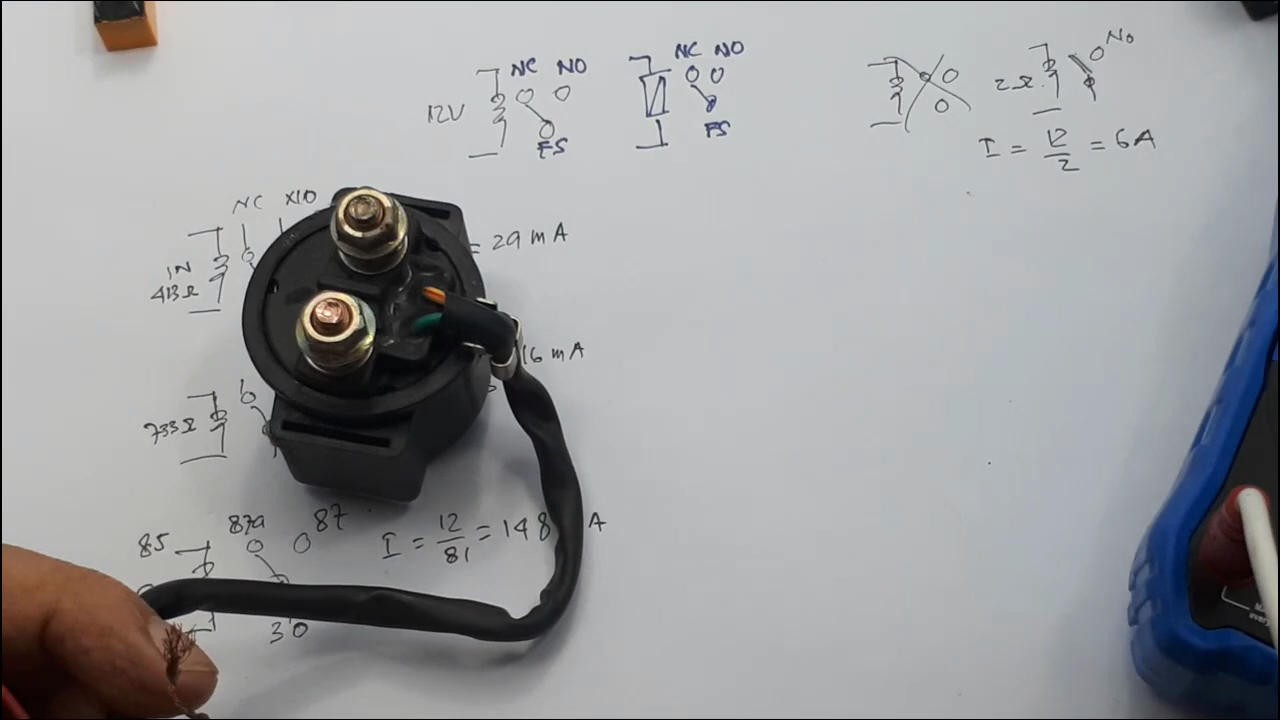 NC NO
12V
FS
NC NO
FS
NO
2Ω
I = 12/2 = 6A
NC
= 29 mA
IN
413Ω
16 mA
733Ω
85 87a 87
I = 12/81 = 148 A
30